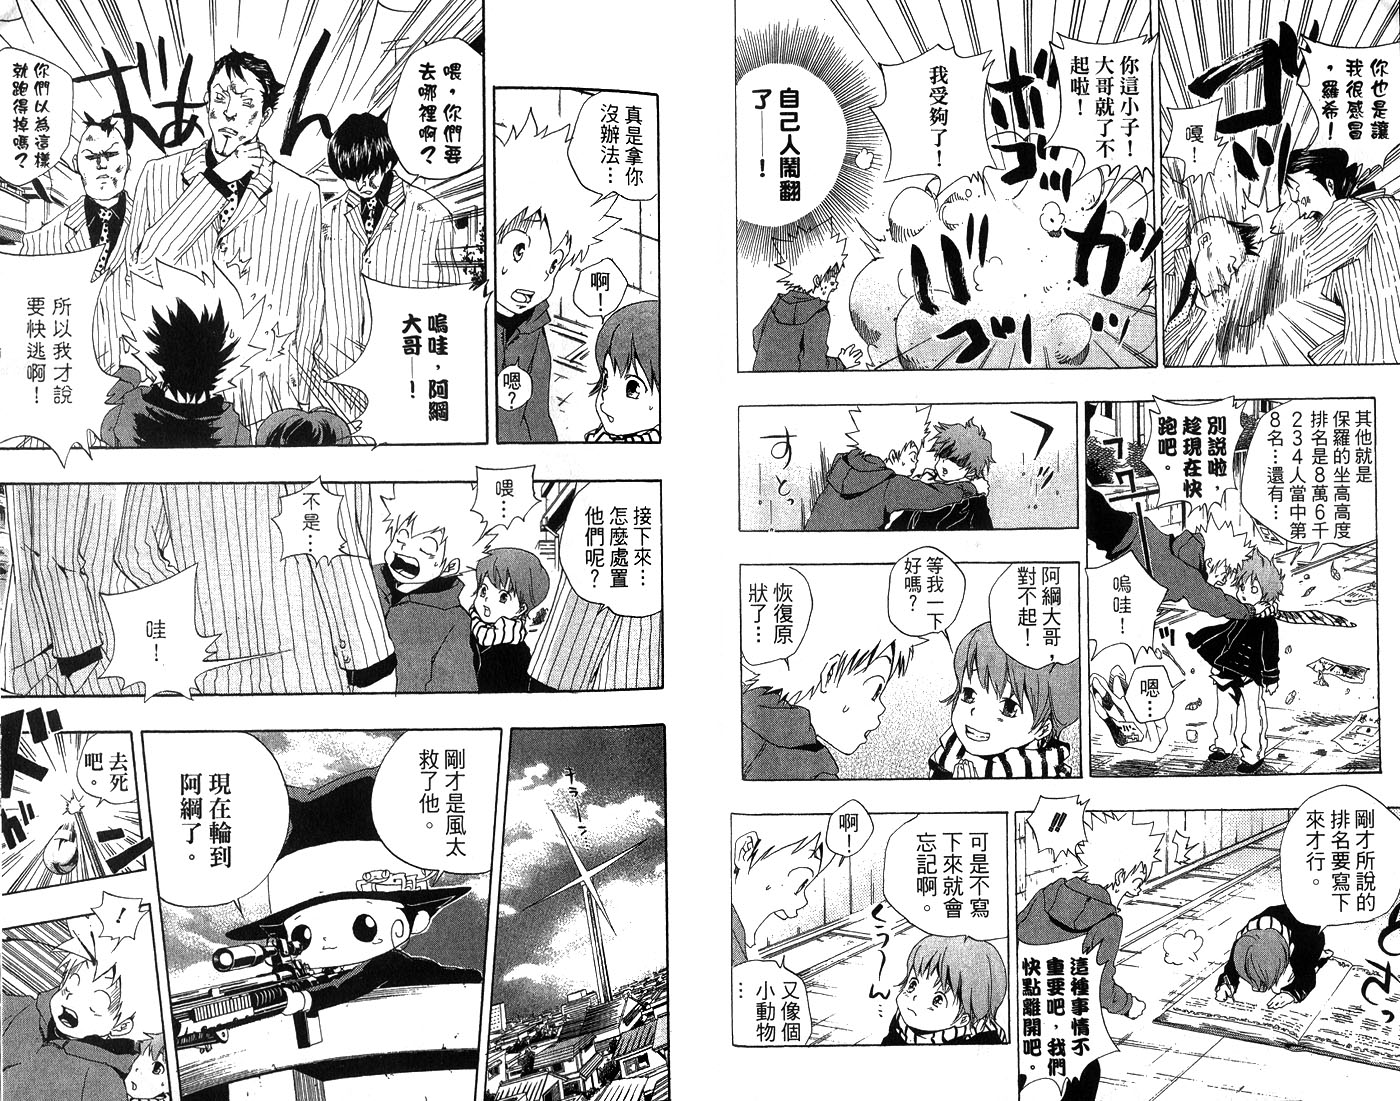 你也是讓
我很感冒
，羅希！
嘎！
你這小子！
大哥就了不
起啦！
我受夠了！
自己人鬧翻
了——！
其他就是
保羅的坐高高度
排名是8萬6千
234人當中第
8名…還有…
別說啦，
趁現在快
跑吧。
嗚哇！
嗯…
阿綱大哥，
對不起！
等我一下
好嗎？
恢復原
狀了…
剛才所說的
排名要寫下
來才行。
!!
這種事情不
重要吧，我們
快點離開吧。
可是不寫
下來就會
忘記啊。
啊！
又像個
小動物
…
真是拿你
沒辦法…
啊！
嗯？
喂，你們要
去哪裡啊？
你們以為這樣
就跑得掉嗎？
嗚哇，阿綱
大哥——！
所以我才說
要快逃啊！
接下來…
怎麼處置
他們呢？
喂…
不是…
哇！
剛才是風太
救了他。
現在輪到
阿綱了。
去死
吧。
！